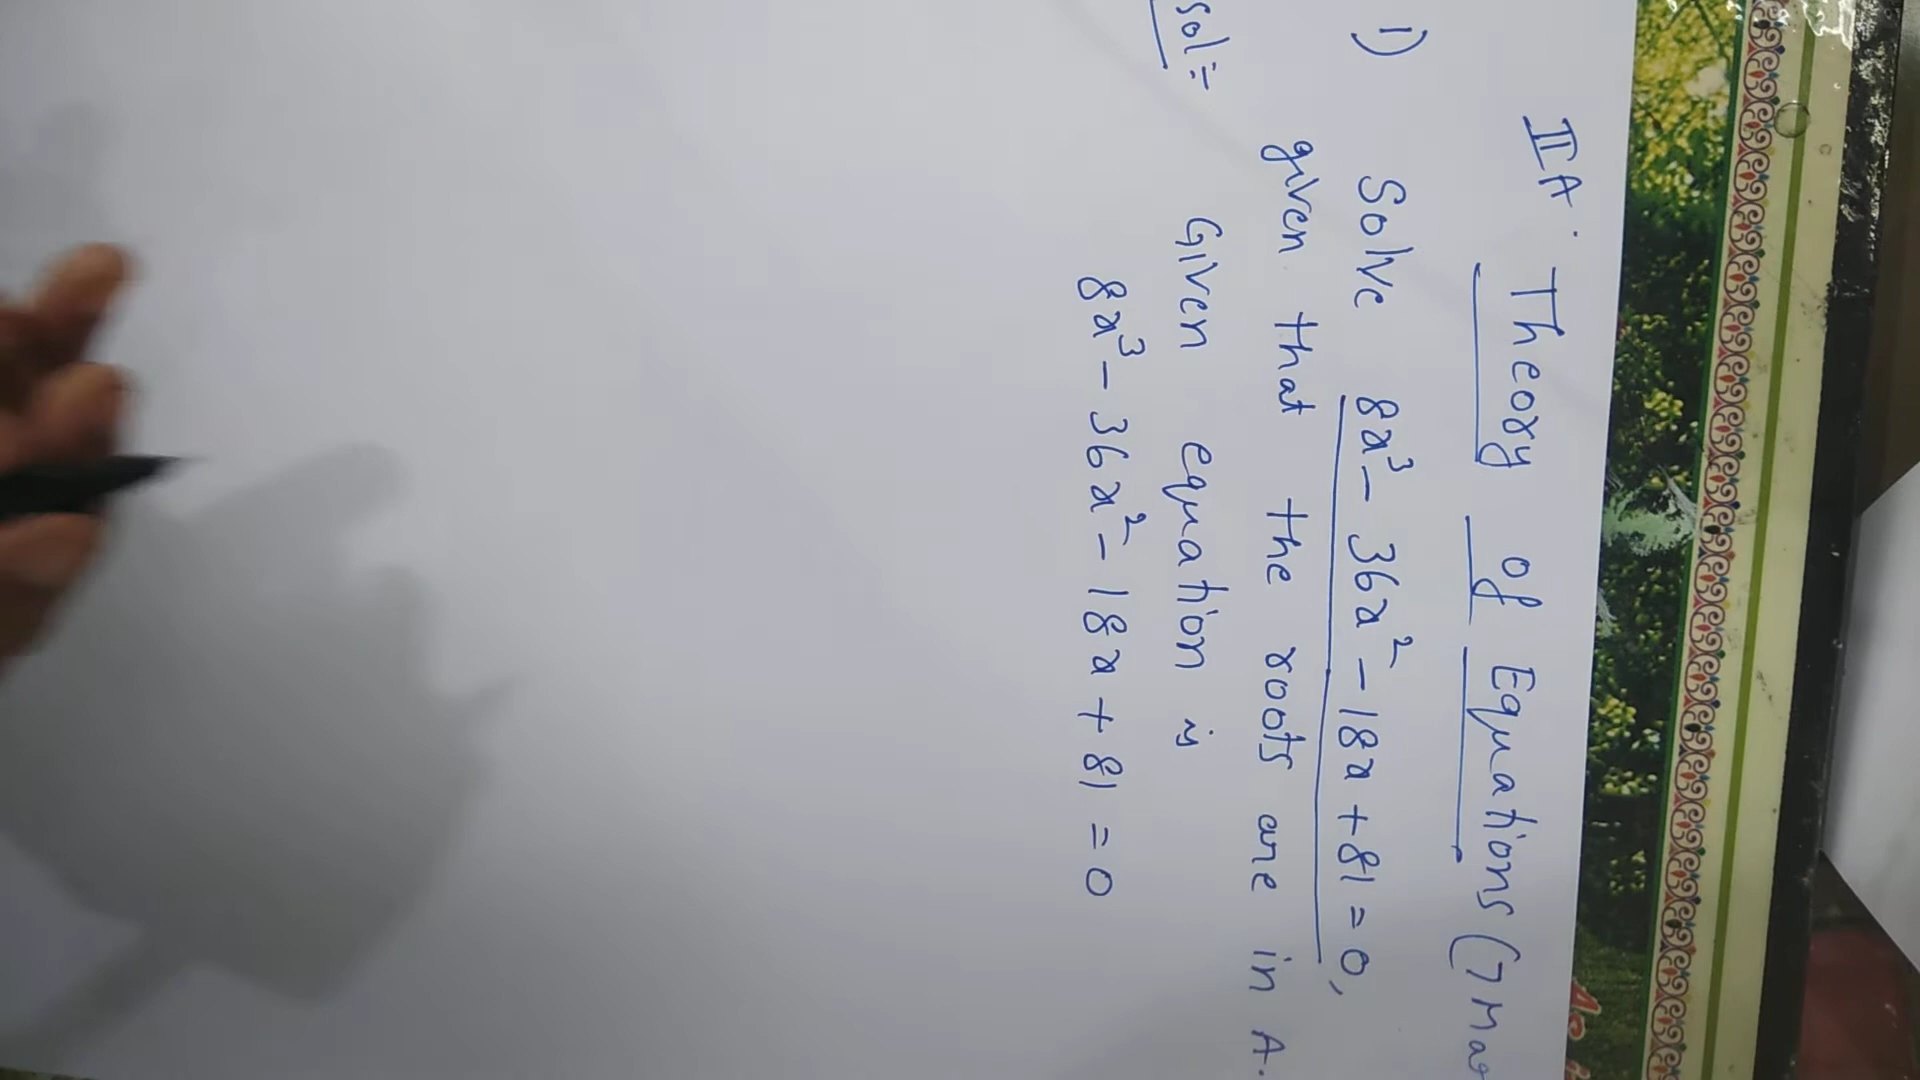 IIA. Theory of Equations (7 Ma
1) Solve 8x³ - 36x² - 18x + 81 = 0,
given that the roots are in A.
sol:- Given equation is
8x³ - 36x² - 18x + 81 = 0